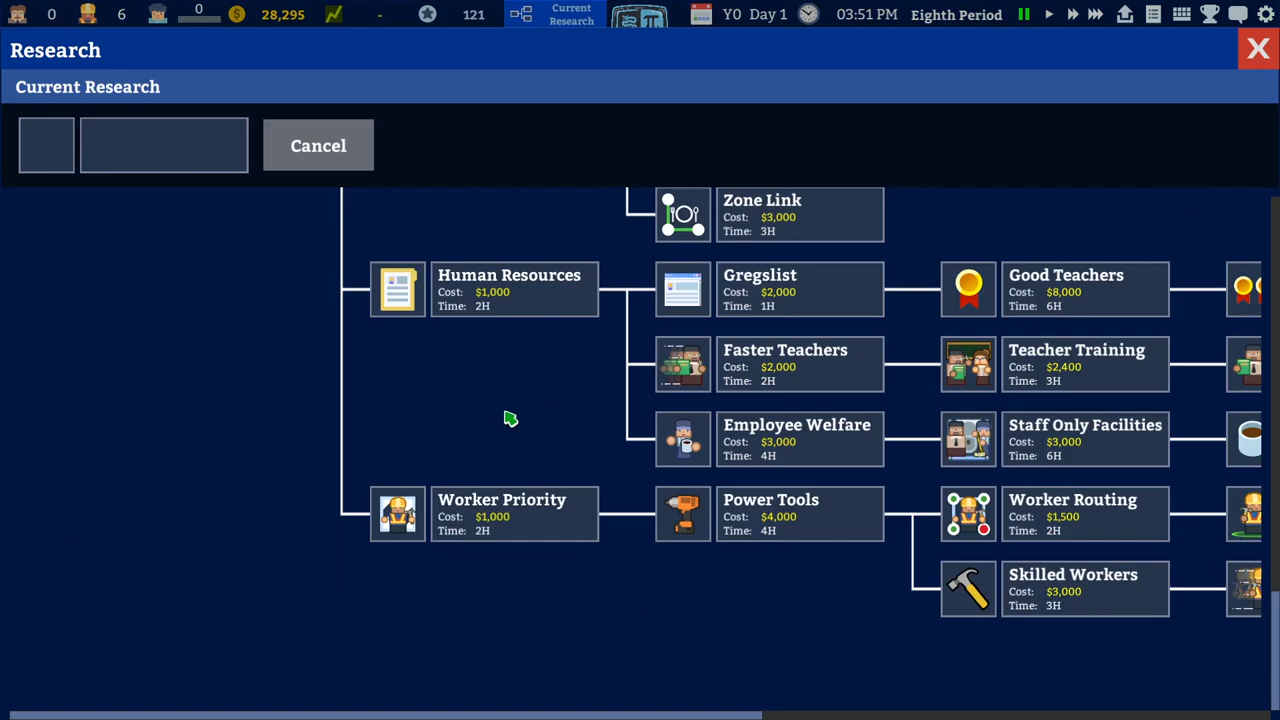 0 6 0 28,295 - 121 Current Research Y0 Day 1 03:51 PM Eighth Period
Research
X
Current Research
Cancel
Zone Link
Cost: $3,000
Time: 3H
Human Resources
Cost: $1,000
Time: 2H
Gregslist
Cost: $2,000
Time: 1H
Good Teachers
Cost: $8,000
Time: 6H
Faster Teachers
Cost: $2,000
Time: 2H
Teacher Training
Cost: $2,400
Time: 3H
Employee Welfare
Cost: $3,000
Time: 4H
Staff Only Facilities
Cost: $3,000
Time: 6H
Worker Priority
Cost: $1,000
Time: 2H
Power Tools
Cost: $4,000
Time: 4H
Worker Routing
Cost: $1,500
Time: 2H
Skilled Workers
Cost: $3,000
Time: 3H